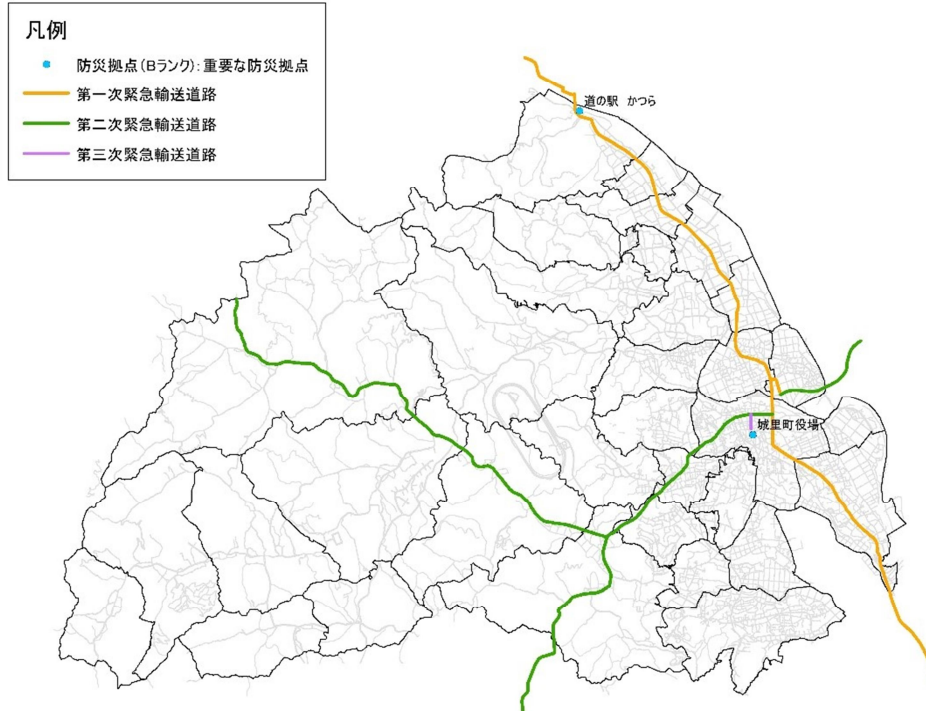 凡例
防災拠点（Bランク）：重要な防災拠点
第一次緊急輸送道路
第二次緊急輸送道路
第三次緊急輸送道路
道の駅　かつら
城里町役場